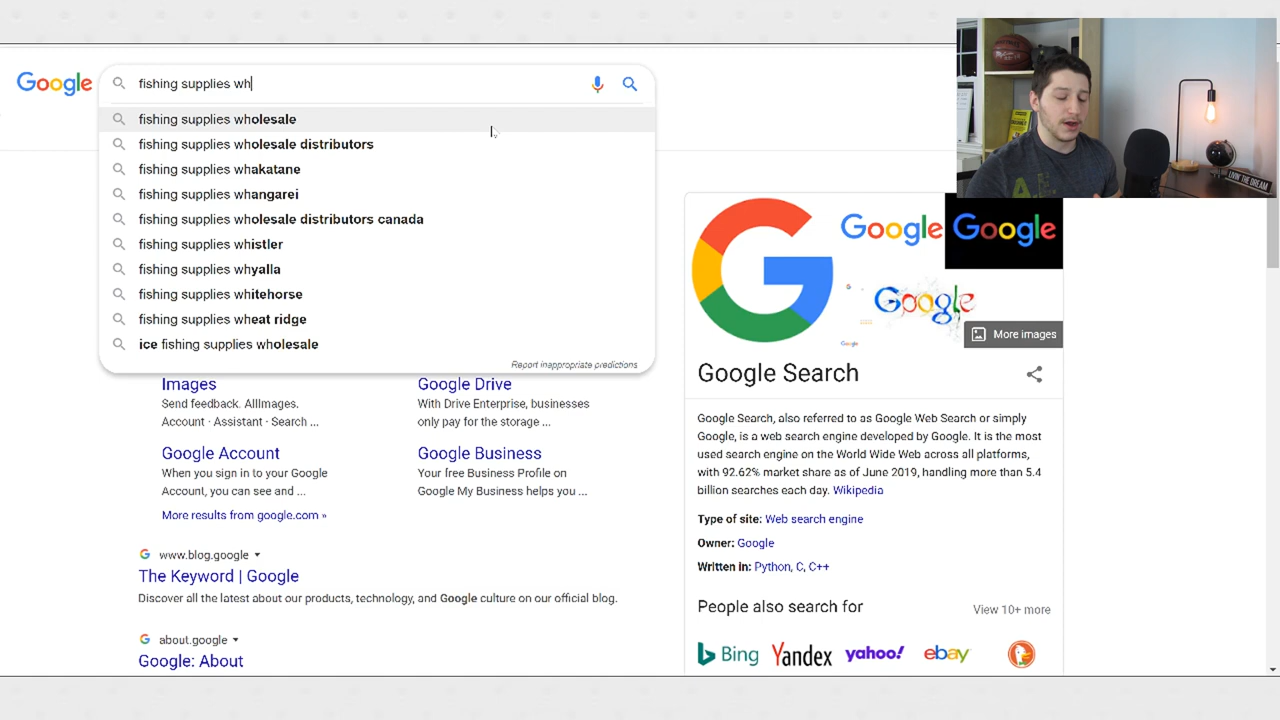 Google
fishing supplies wh
fishing supplies wholesale
fishing supplies wholesale distributors
fishing supplies whakatane
fishing supplies whangarei
fishing supplies wholesale distributors canada
fishing supplies whistler
fishing supplies whyalla
fishing supplies whitehorse
fishing supplies wheat ridge
ice fishing supplies wholesale
Report inappropriate predictions
Images
Send feedback. AllImages.
Account · Assistant · Search ...
Google Drive
With Drive Enterprise, businesses
only pay for the storage ...
Google Account
When you sign in to your Google
Account, you can see and ...
Google Business
Your free Business Profile on
Google My Business helps you ...
More results from google.com »
www.blog.google
The Keyword | Google
Discover all the latest about our products, technology, and Google culture on our official blog.
about.google
Google: About
LIVIN' THE DREAM
G
Google
Google
Google
Google
More images
Google Search
Google Search, also referred to as Google Web Search or simply
Google, is a web search engine developed by Google. It is the most
used search engine on the World Wide Web across all platforms,
with 92.62% market share as of June 2019, handling more than 5.4
billion searches each day. Wikipedia
Type of site: Web search engine
Owner: Google
Written in: Python, C, C++
People also search for
View 10+ more
Bing
Yandex
yahoo!
ebay